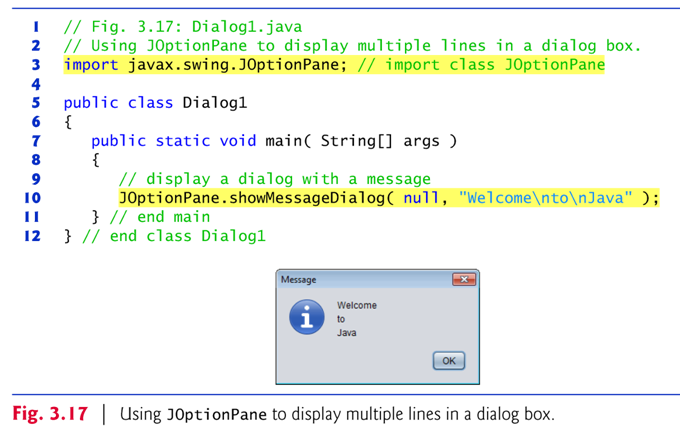 1 // Fig. 3.17: Dialog1.java
2 // Using JOptionPane to display multiple lines in a dialog box.
3 import javax.swing.JOptionPane; // import class JOptionPane
4
5 public class Dialog1
6 {
7 public static void main( String[] args )
8 {
9 // display a dialog with a message
10 JOptionPane.showMessageDialog( null, "Welcome\nto\nJava" );
11 } // end main
12 } // end class Dialog1
Message
Welcome
to
Java
OK
Fig. 3.17 | Using JOptionPane to display multiple lines in a dialog box.